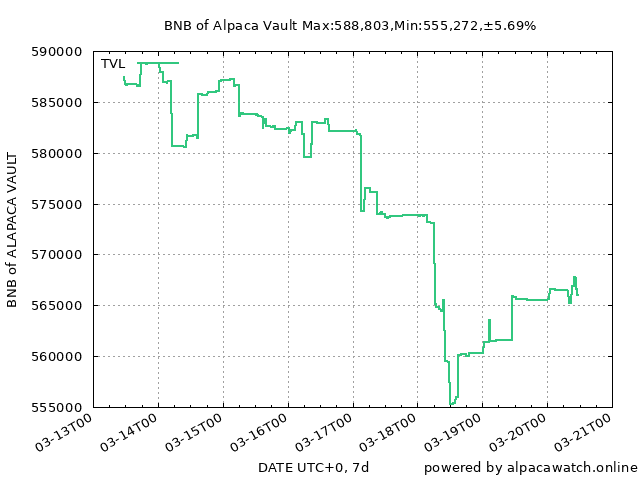 BNB of Alpaca Vault Max:588,803,Min:555,272,±5.69%
590000
TVL
585000
580000
575000
570000
565000
560000
555000
BNB of ALAPACA VAULT
03-13T00
03-14T00
03-15T00
03-16T00
03-17T00
03-18T00
03-19T00
03-20T00
03-21T00
DATE UTC+0, 7d
powered by alpacawatch.online